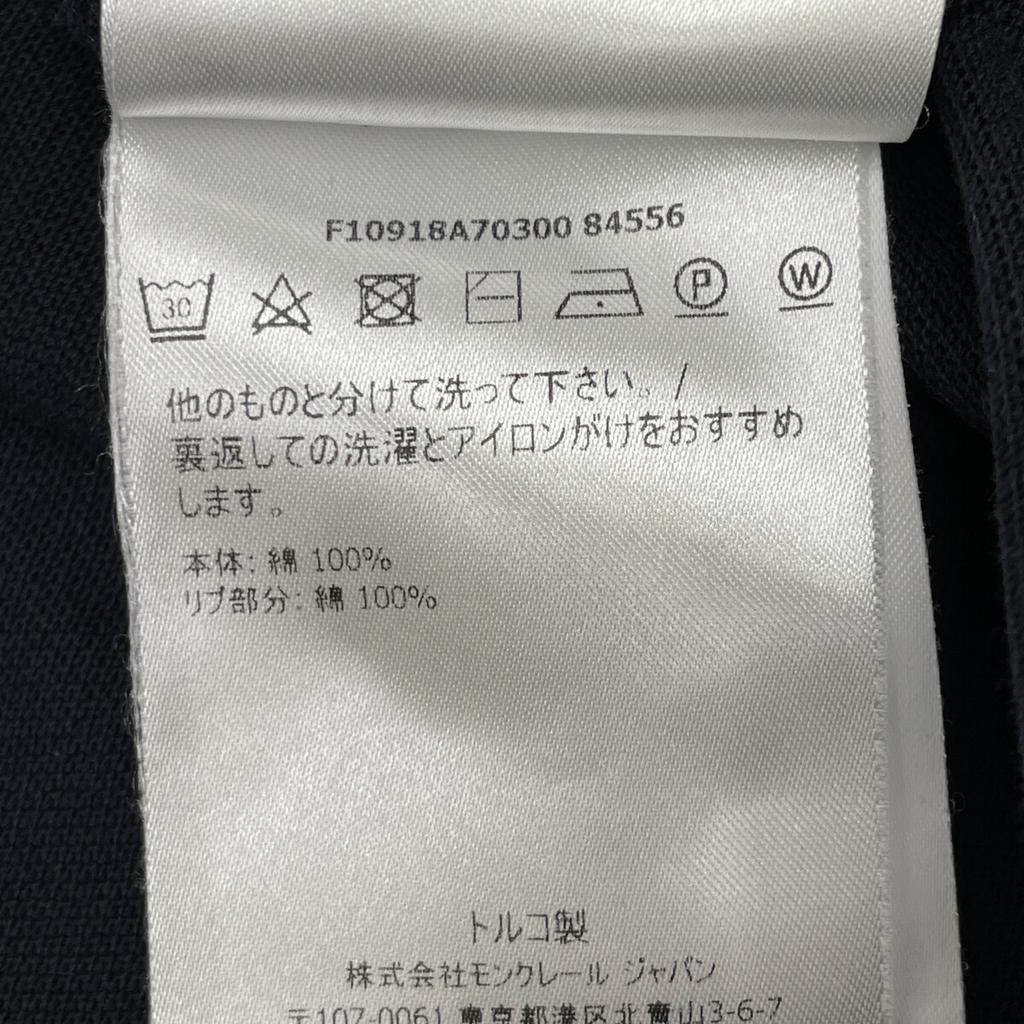 F10918A70300 84556
30 P W
他のものと分けて洗って下さい。/
裏返しての洗濯とアイロンがけをおすすめ
します。
本体: 綿 100%
リブ部分: 綿 100%
トルコ製
株式会社モンクレール ジャパン
〒107-0061 東京都港区北青山3-6-7